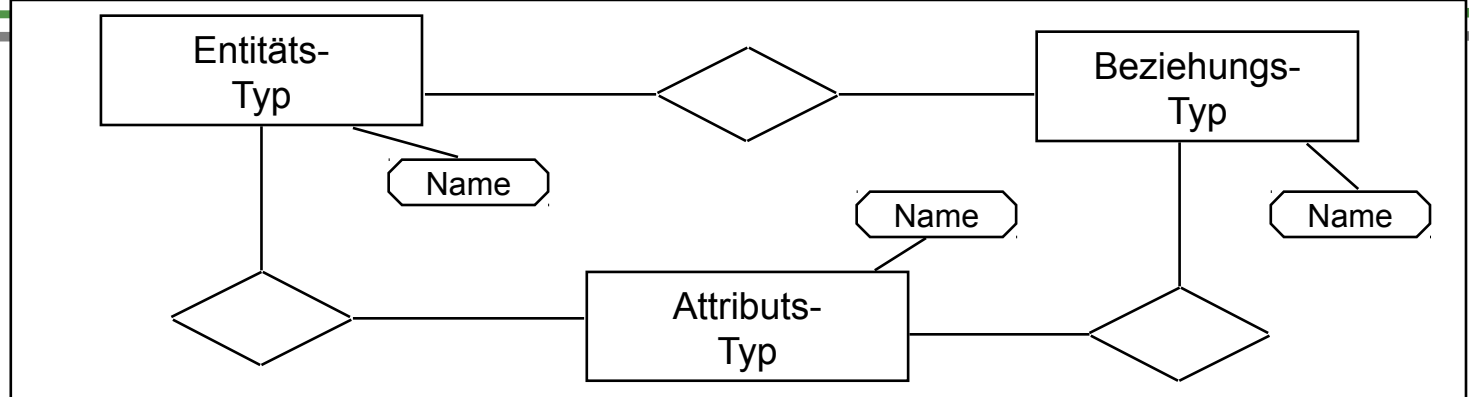 Entitäts-
Typ
Beziehungs-
Typ
Name
Name
Name
Attributs-
Typ